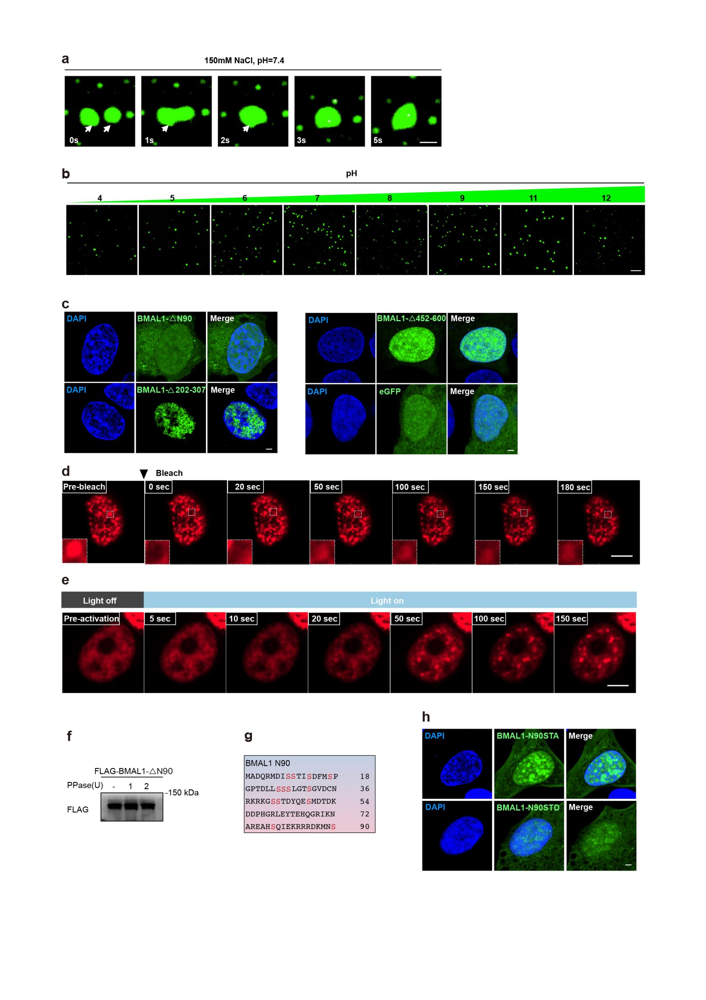 a
150mM NaCl, pH=7.4
0s
1s
2s
3s
5s
*
*
*
b
pH
4 5 6 7 8 9 11 12
c
DAPI
BMAL1-△N90
Merge
DAPI
BMAL1-△202-307
Merge
DAPI
BMAL1-△452-600
Merge
DAPI
eGFP
Merge
d
Bleach
Pre-bleach
0 sec
20 sec
50 sec
100 sec
150 sec
180 sec
e
Light off
Light on
Pre-activation
5 sec
10 sec
20 sec
50 sec
100 sec
150 sec
f
FLAG-BMAL1-△N90
PPase(U) - 1 2
-150 kDa
FLAG
g
BMAL1 N90
MADQRMDISSTISDFMSP 18
GPTDLLSSSLGTSGVDCN 36
RKRKGSSTDYQESMDTDK 54
DDPHGRLEYTEHQGRIKN 72
AREAHSQIEKRRRDKMNS 90
h
DAPI
BMAL1-N90STA
Merge
DAPI
BMAL1-N90STD
Merge